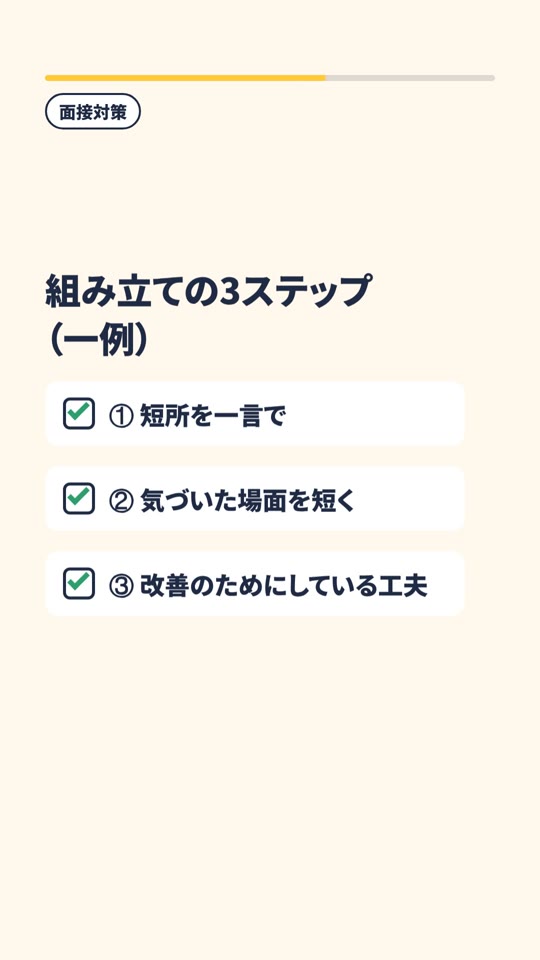 面接対策
組み立ての3ステップ
（一例）
① 短所を一言で
② 気づいた場面を短く
③ 改善のためにしている工夫